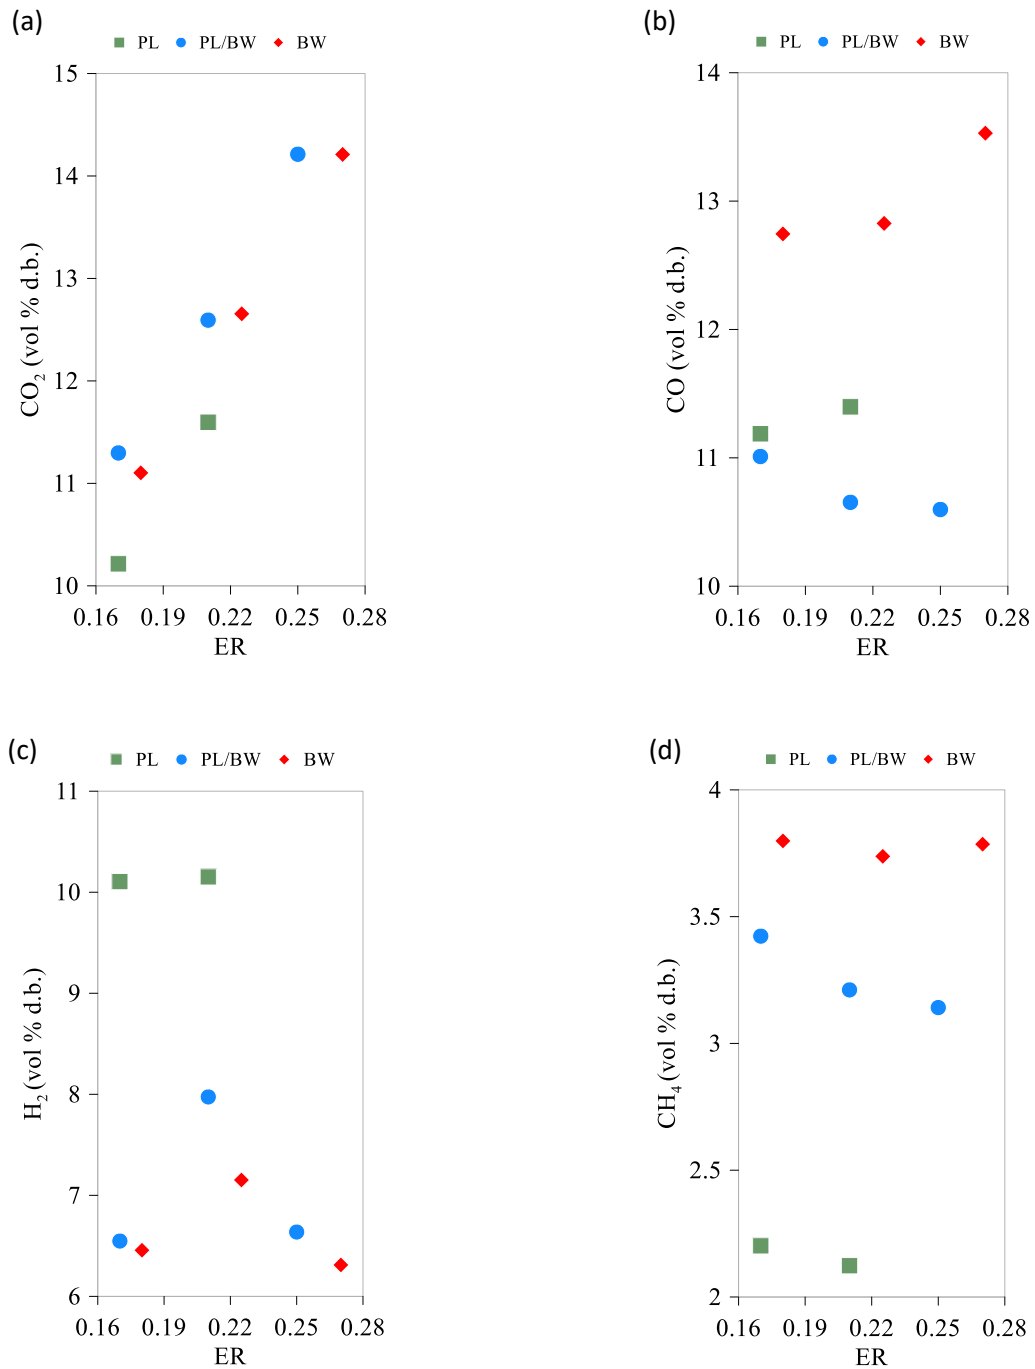 (a)
PL PL/BW BW
15
14
13
12
11
10
CO₂ (vol % d.b.)
0.16 0.19 0.22 0.25 0.28
ER
(b)
PL PL/BW BW
14
13
12
11
10
CO (vol % d.b.)
0.16 0.19 0.22 0.25 0.28
ER
(c)
PL PL/BW BW
11
10
9
8
7
6
H₂ (vol % d.b.)
0.16 0.19 0.22 0.25 0.28
ER
(d)
PL PL/BW BW
4
3.5
3
2.5
2
CH₄ (vol % d.b.)
0.16 0.19 0.22 0.25 0.28
ER